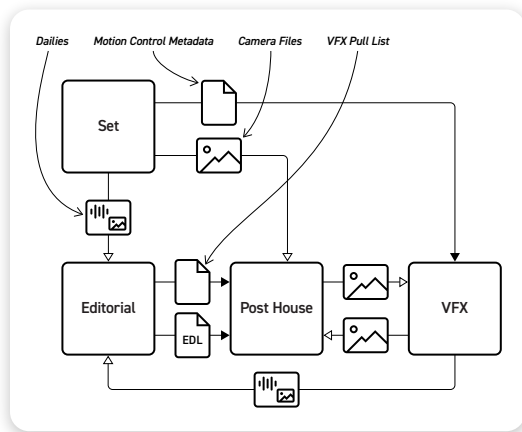 Dailies
Motion Control Metadata
Camera Files
VFX Pull List
Set
Editorial
Post House
VFX
EDL